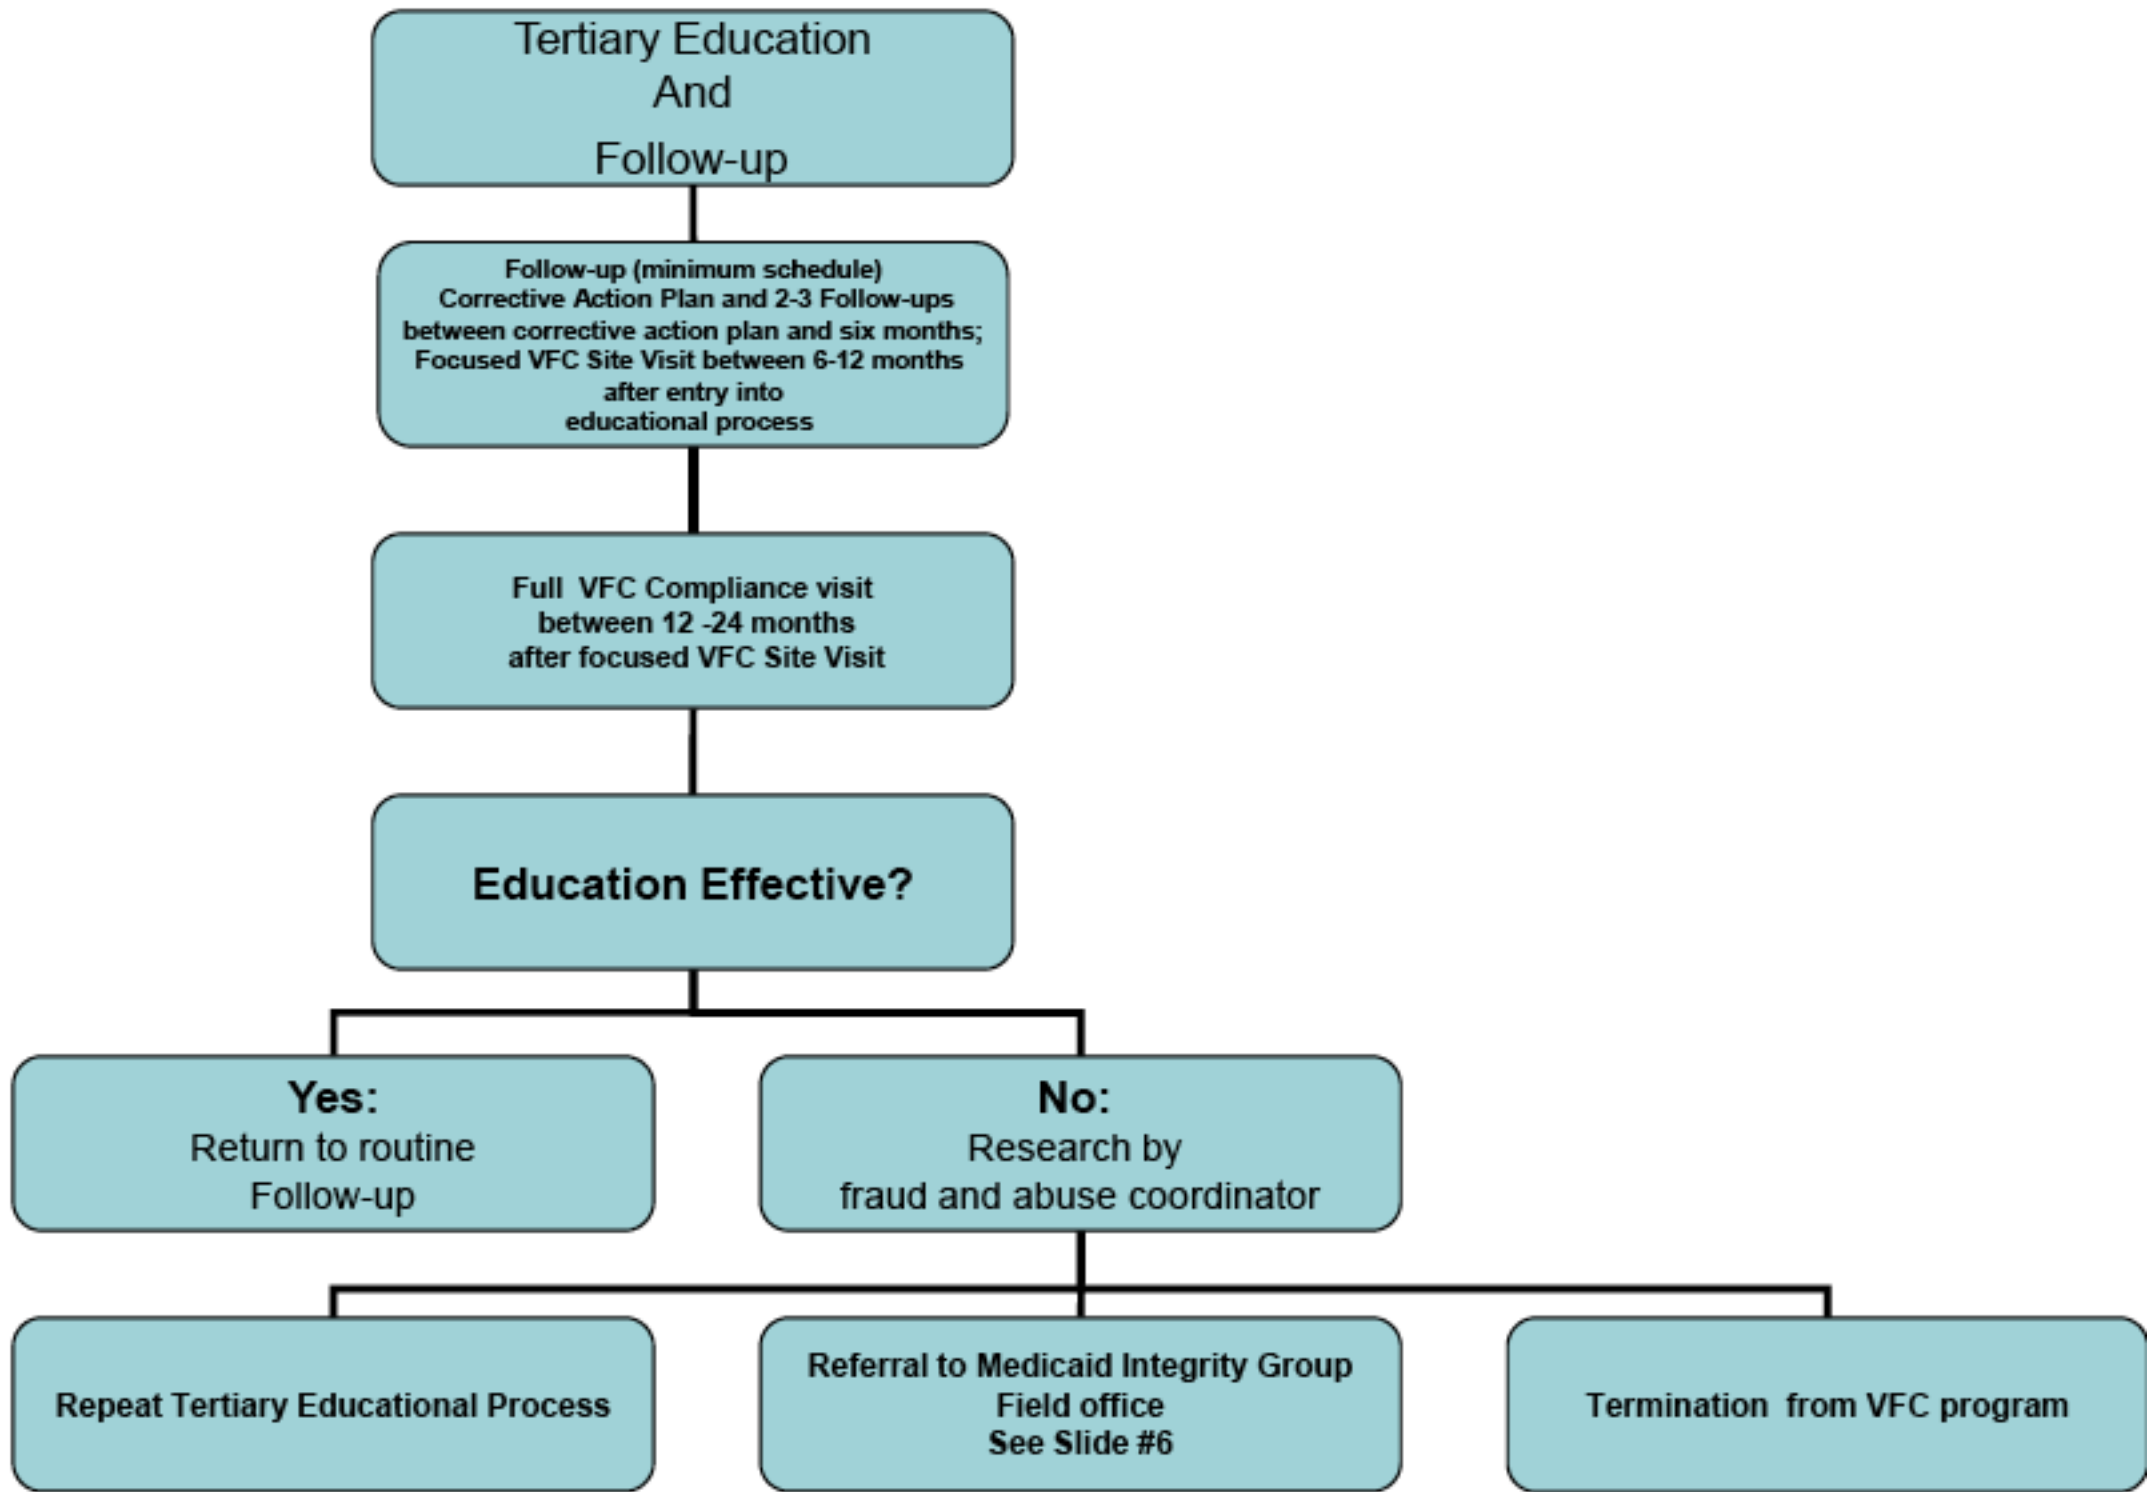 Tertiary Education
And
Follow-up
Follow-up (minimum schedule)
Corrective Action Plan and 2-3 Follow-ups
between corrective action plan and six months;
Focused VFC Site Visit between 6-12 months
after entry into
educational process
Full VFC Compliance visit
between 12 -24 months
after focused VFC Site Visit
Education Effective?
Yes:
Return to routine
Follow-up
No:
Research by
fraud and abuse coordinator
Repeat Tertiary Educational Process
Referral to Medicaid Integrity Group
Field office
See Slide #6
Termination from VFC program